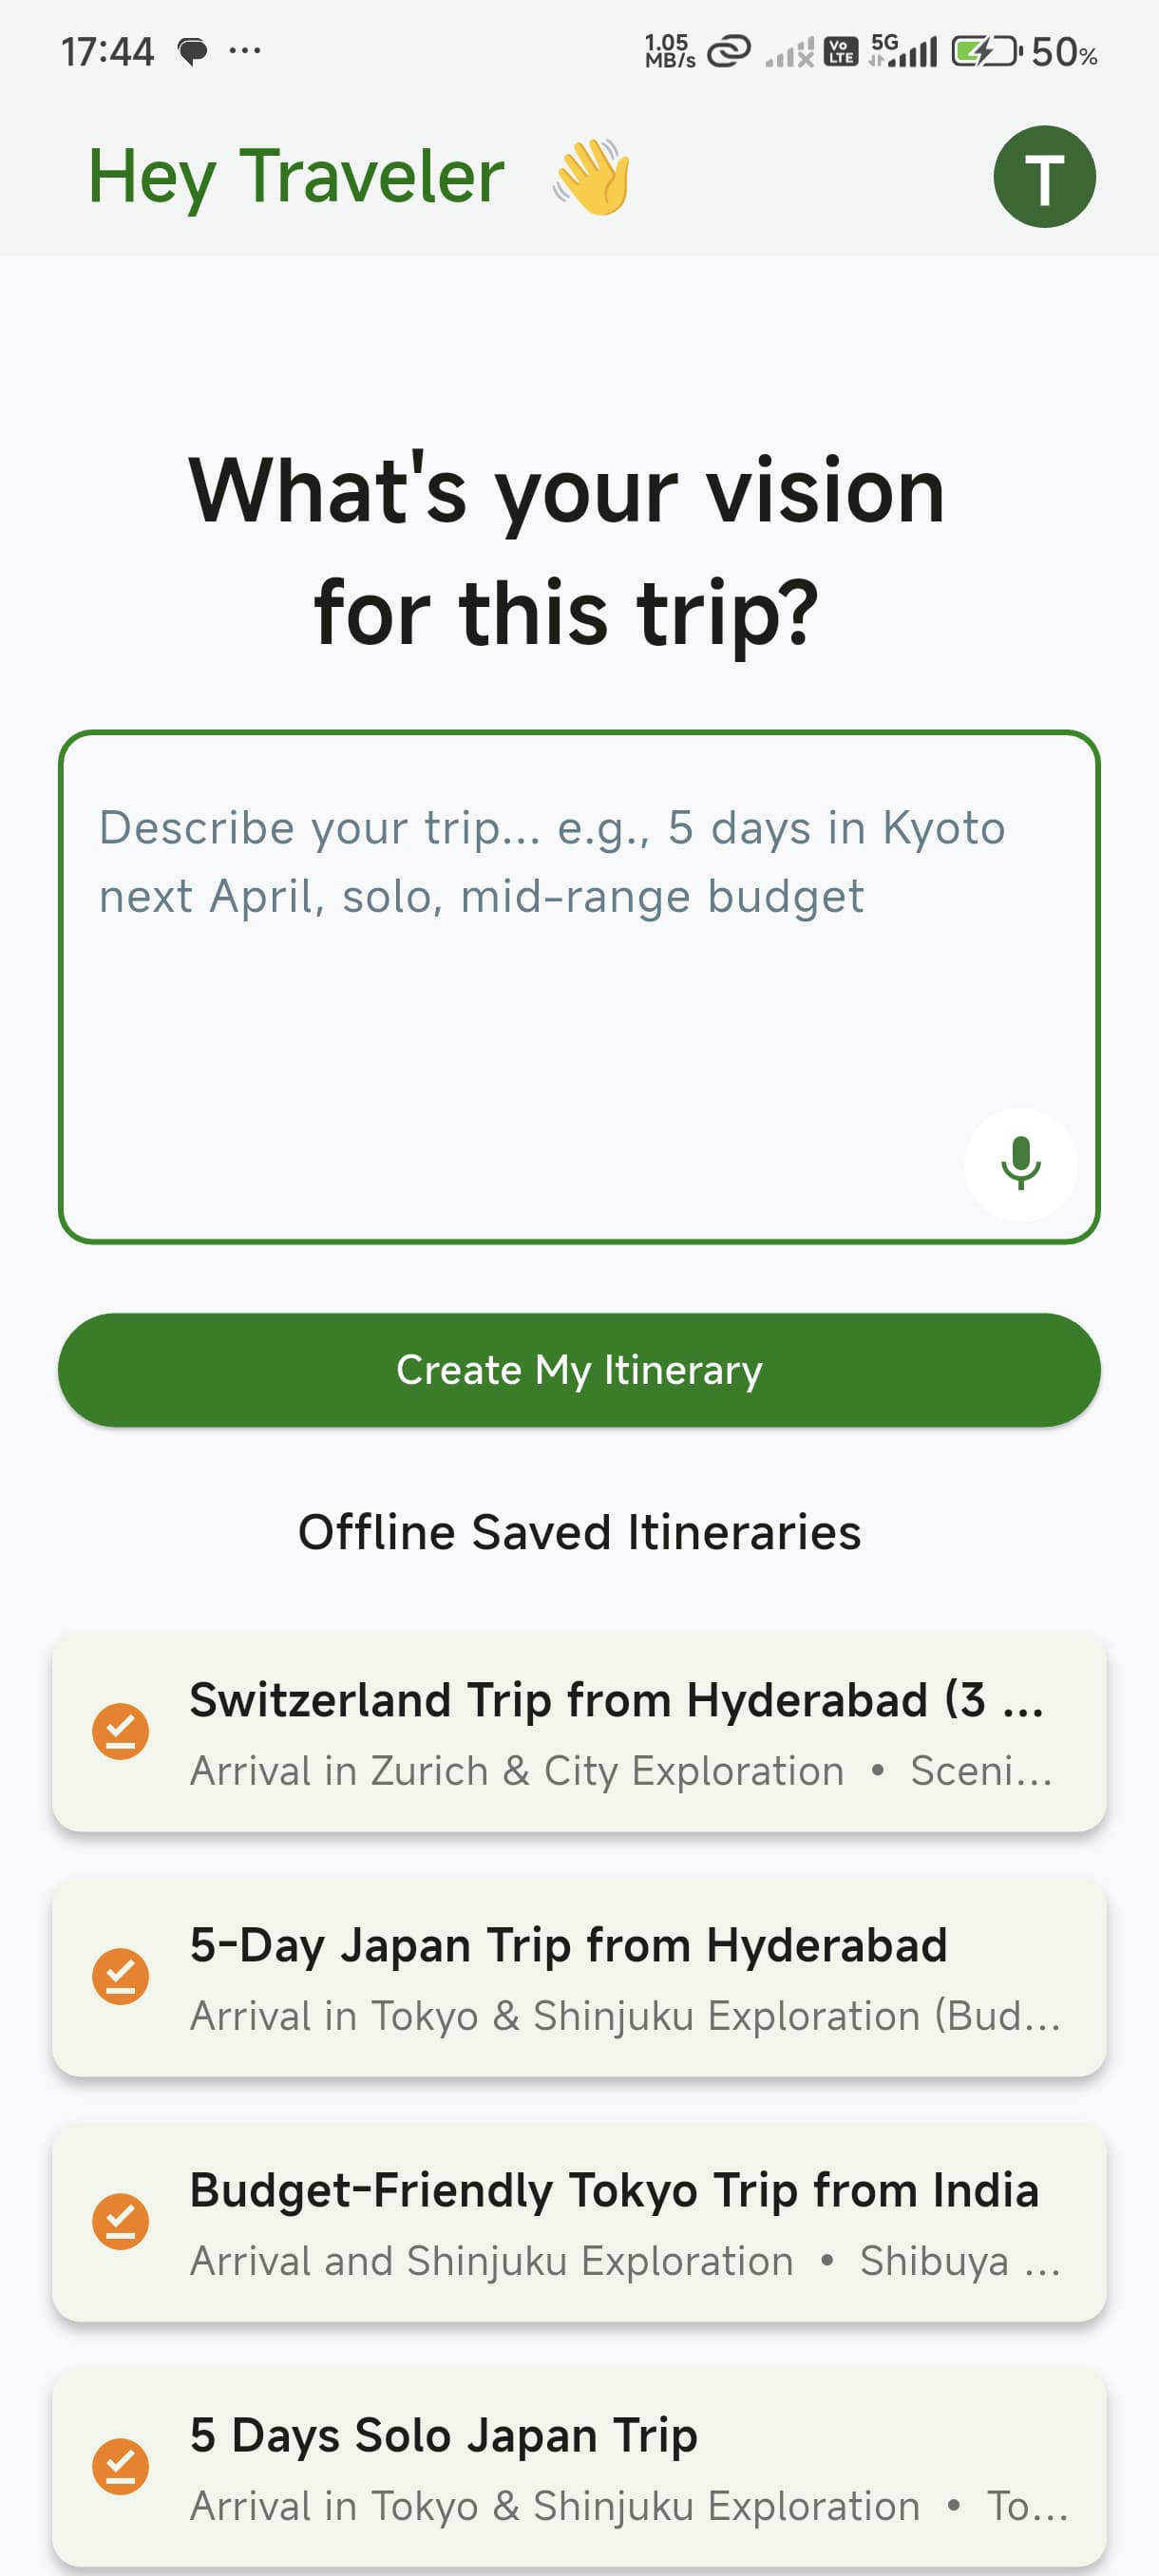 17:44 ... 1.05 MB/s Vo LTE 5G 50%
Hey Traveler 👋 T
What's your vision
for this trip?
Describe your trip... e.g., 5 days in Kyoto
next April, solo, mid-range budget
Create My Itinerary
Offline Saved Itineraries
Switzerland Trip from Hyderabad (3 ...
Arrival in Zurich & City Exploration • Sceni...
5-Day Japan Trip from Hyderabad
Arrival in Tokyo & Shinjuku Exploration (Bud...
Budget-Friendly Tokyo Trip from India
Arrival and Shinjuku Exploration • Shibuya ...
5 Days Solo Japan Trip
Arrival in Tokyo & Shinjuku Exploration • To...